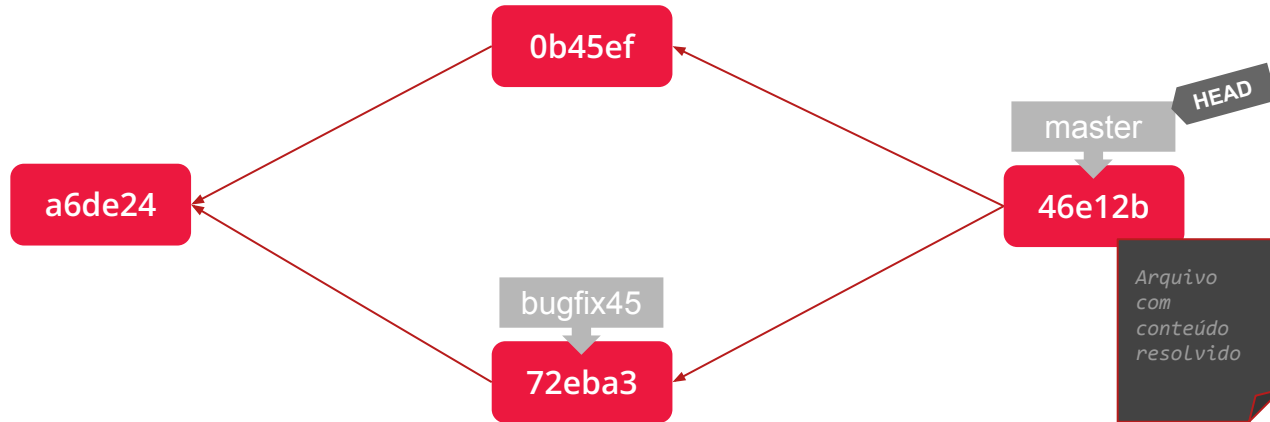 0b45ef
HEAD
master
a6de24
46e12b
Arquivo
com
conteúdo
resolvido
bugfix45
72eba3